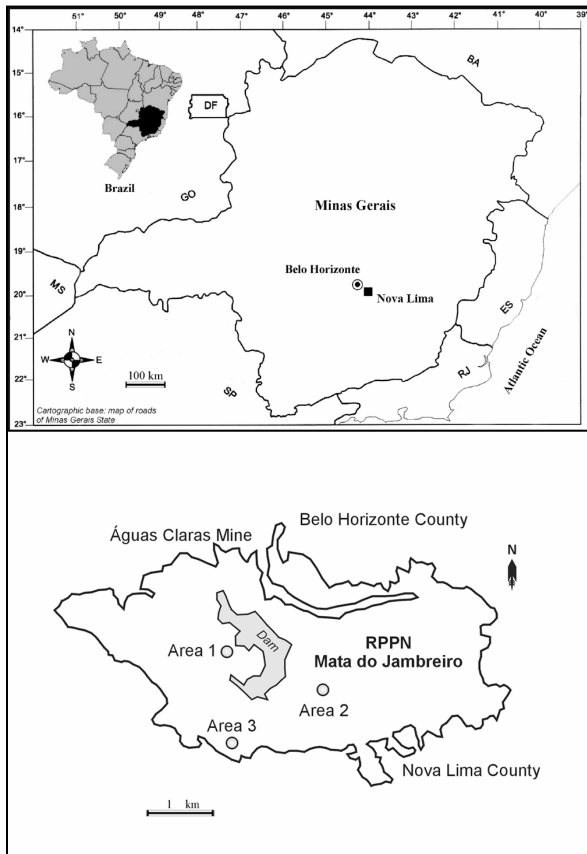 51° 50° 49° 48° 47° 46° 45° 44° 43° 42° 41° 40° 39°
14°
15°
16°
17°
18°
19°
20°
21°
22°
23°
BA
DF
Brazil
GO
Minas Gerais
Belo Horizonte
Nova Lima
MS
ES
N
W E
S
100 km
SP
RJ
Atlantic Ocean
Cartographic base: map of roads
of Minas Gerais State
Belo Horizonte County
Águas Claras Mine
N
Dam
Area 1
RPPN
Mata do Jambreiro
Area 2
Area 3
Nova Lima County
1 km